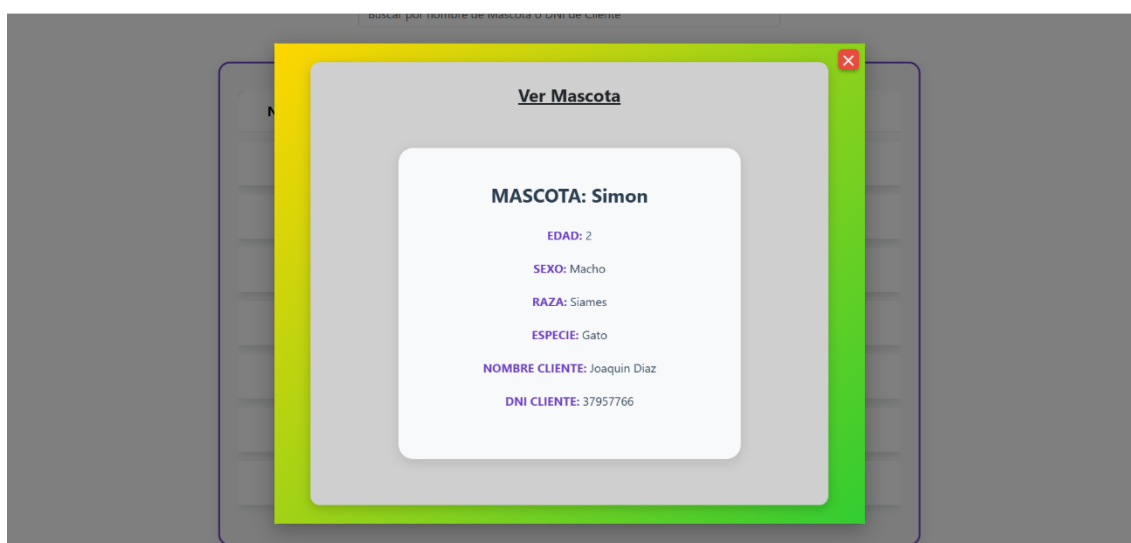 Buscar por nombre de Mascota o DNI de Cliente
Ver Mascota
MASCOTA: Simon
EDAD: 2
SEXO: Macho
RAZA: Siames
ESPECIE: Gato
NOMBRE CLIENTE: Joaquin Diaz
DNI CLIENTE: 37957766